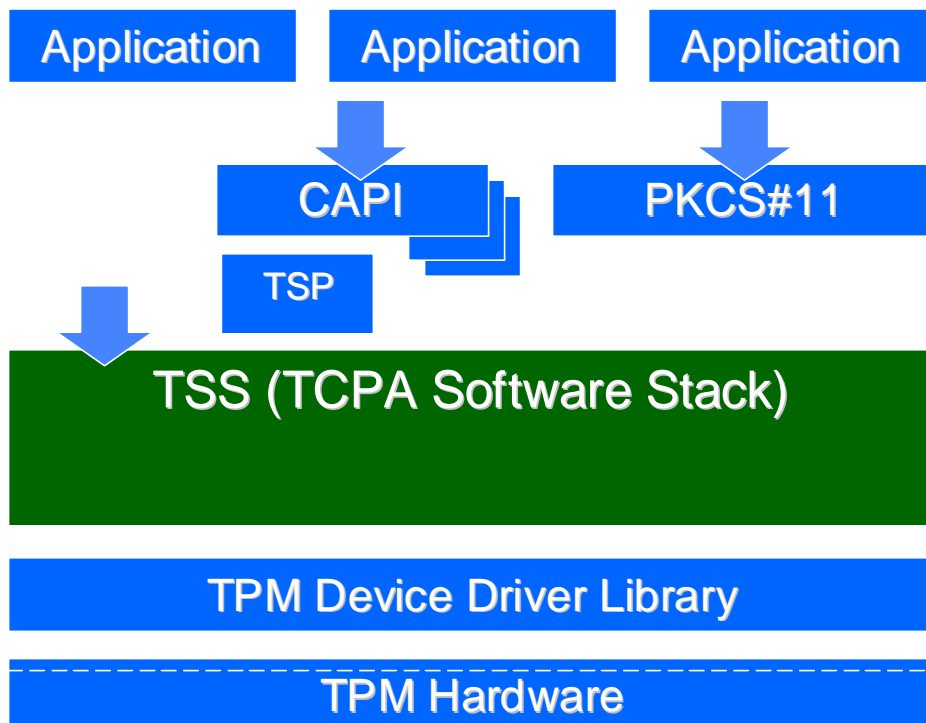 Application
Application
Application
CAPI
PKCS#11
TSP
TSS (TCPA Software Stack)
TPM Device Driver Library
TPM Hardware